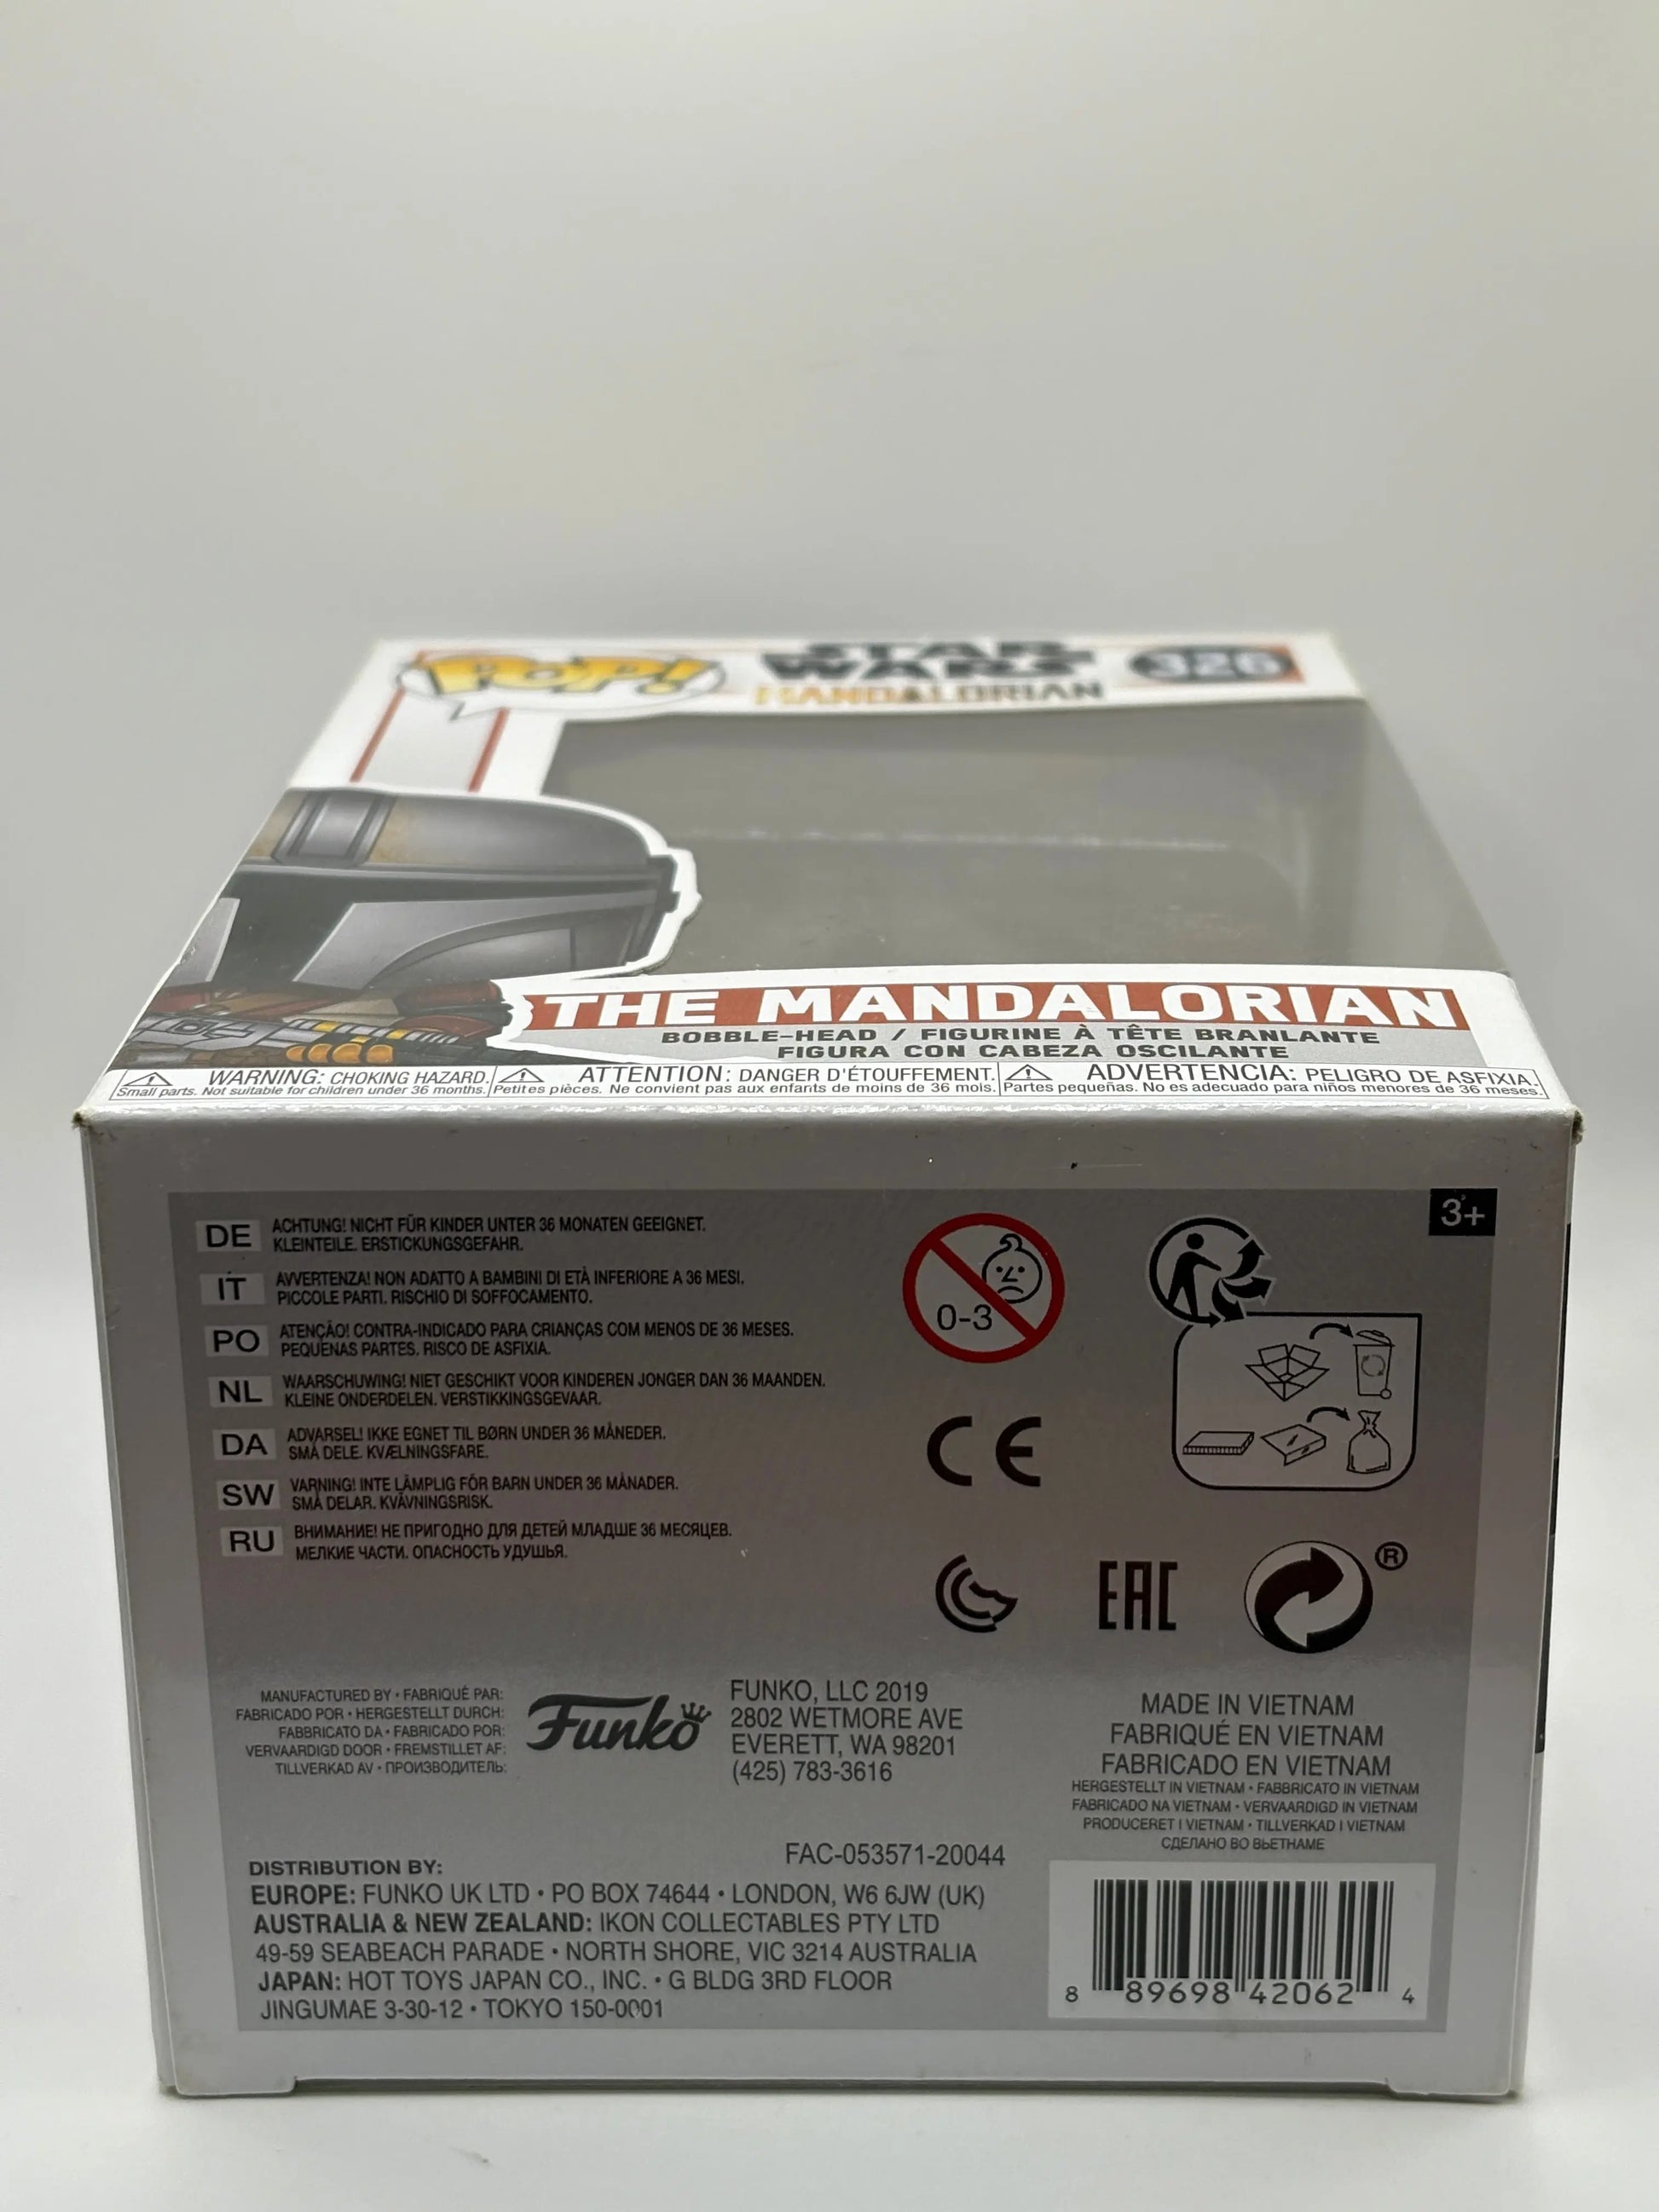 POP!
STAR
WARS
MANDALORIAN
326
THE MANDALORIAN
BOBBLE-HEAD / FIGURINE À TÊTE BRANLANTE
FIGURA CON CABEZA OSCILANTE
WARNING: CHOKING HAZARD.
Small parts. Not suitable for children under 36 months.
ATTENTION: DANGER D'ÉTOUFFEMENT.
Petites pièces. Ne convient pas aux enfants de moins de 36 mois.
ADVERTENCIA: PELIGRO DE ASFIXIA.
Partes pequeñas. No es adecuado para niños menores de 36 meses.
3+
DE ACHTUNG! NICHT FÜR KINDER UNTER 36 MONATEN GEEIGNET.
KLEINTEILE. ERSTICKUNGSGEFAHR.
IT AVVERTENZA! NON ADATTO A BAMBINI DI ETÀ INFERIORE A 36 MESI.
PICCOLE PARTI. RISCHIO DI SOFFOCAMENTO.
PO ATENÇÃO! CONTRA-INDICADO PARA CRIANÇAS COM MENOS DE 36 MESES.
PEQUENAS PARTES. RISCO DE ASFIXIA.
NL WAARSCHUWING! NIET GESCHIKT VOOR KINDEREN JONGER DAN 36 MAANDEN.
KLEINE ONDERDELEN. VERSTIKKINGSGEVAAR.
DA ADVARSEL! IKKE EGNET TIL BØRN UNDER 36 MÅNEDER.
SMÅ DELE. KVÆLNINGSFARE.
SW VARNING! INTE LÄMPLIG FÖR BARN UNDER 36 MÅNADER.
SMÅ DELAR. KVÄVNINGSRISK.
RU ВНИМАНИЕ! НЕ ПРИГОДНО ДЛЯ ДЕТЕЙ МЛАДШЕ 36 МЕСЯЦЕВ.
МЕЛКИЕ ЧАСТИ. ОПАСНОСТЬ УДУШЬЯ.
0-3
CE
EAC
®
MANUFACTURED BY • FABRIQUÉ PAR:
FABRICADO POR • HERGESTELLT DURCH:
FABBRICATO DA • FABRICADO POR:
VERVAARDIGD DOOR • FREMSTILLET AF:
TILLVERKAD AV • ПРОИЗВОДИТЕЛЬ:
Funko
FUNKO, LLC 2019
2802 WETMORE AVE
EVERETT, WA 98201
(425) 783-3616
MADE IN VIETNAM
FABRIQUÉ EN VIETNAM
FABRICADO EN VIETNAM
HERGESTELLT IN VIETNAM • FABBRICATO IN VIETNAM
FABRICADO NA VIETNAM • VERVAARDIGD IN VIETNAM
PRODUCERET I VIETNAM • TILLVERKAD I VIETNAM
СДЕЛАНО ВО ВЬЕТНАМЕ
FAC-053571-20044
DISTRIBUTION BY:
EUROPE: FUNKO UK LTD • PO BOX 74644 • LONDON, W6 6JW (UK)
AUSTRALIA & NEW ZEALAND: IKON COLLECTABLES PTY LTD
49-59 SEABEACH PARADE • NORTH SHORE, VIC 3214 AUSTRALIA
JAPAN: HOT TOYS JAPAN CO., INC. • G BLDG 3RD FLOOR
JINGUMAE 3-30-12 • TOKYO 150-0001
8 89698 42062 4